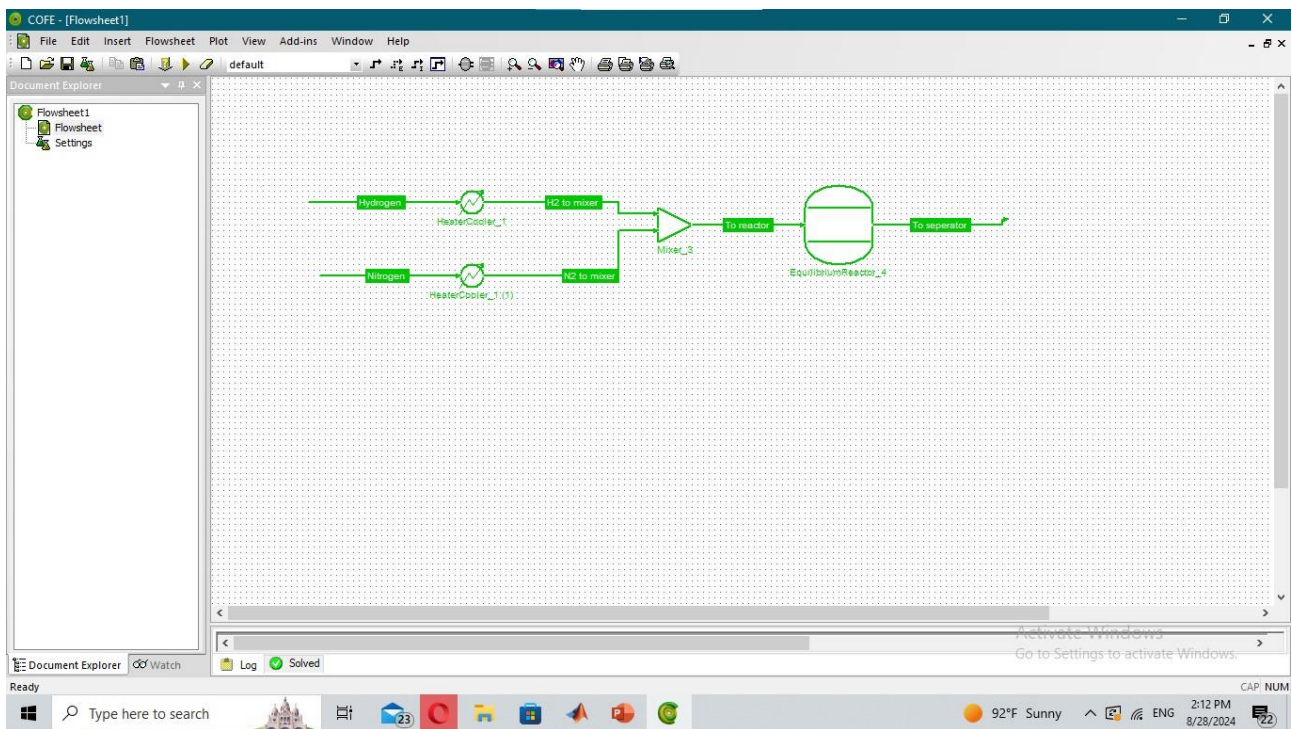 COFE - [Flowsheet1]
File Edit Insert Flowsheet Plot View Add-ins Window Help
default
Document Explorer
Flowsheet1
Flowsheet
Settings
Hydrogen
HeaterCooler_1
H2 to mixer
Mixer_3
To reactor
EquilibriumReactor_4
To seperator
Nitrogen
HeaterCooler_1 (1)
N2 to mixer
Activate Windows
Go to Settings to activate Windows.
Document Explorer Watch
Log Solved
Ready
CAP NUM
Type here to search
23
92°F Sunny
ENG
2:12 PM
8/28/2024
22